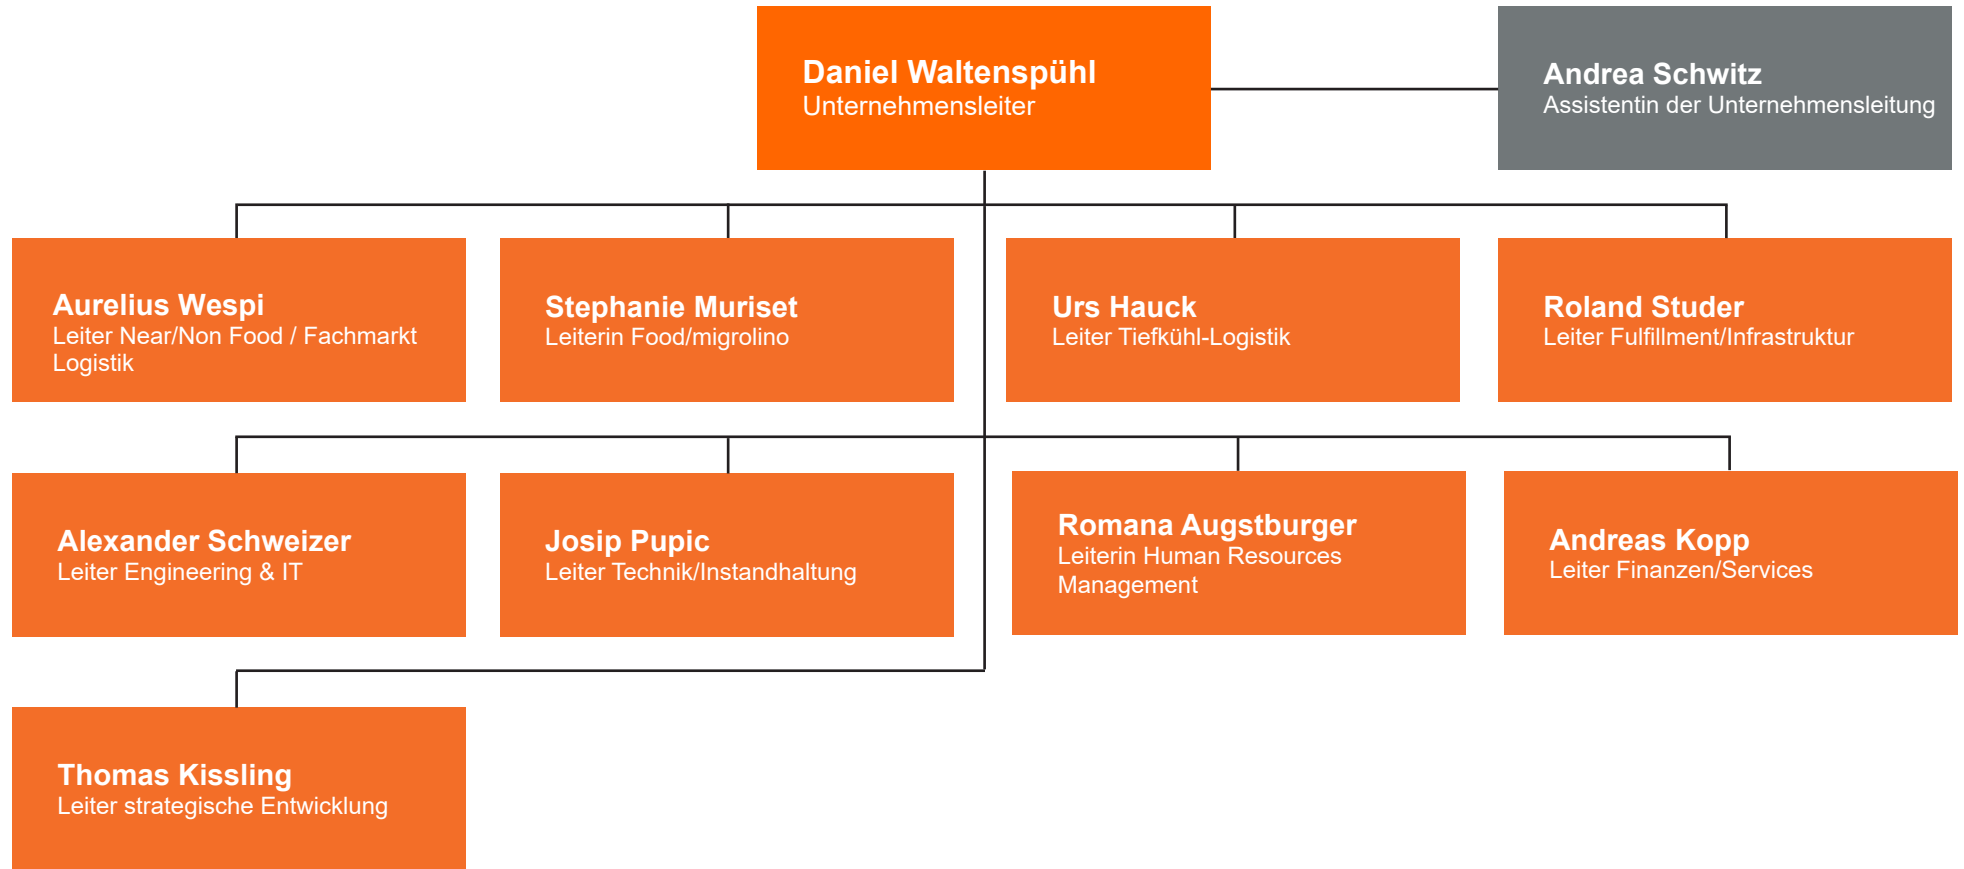 Daniel Waltenspühl
Unternehmensleiter
Andrea Schwitz
Assistentin der Unternehmensleitung
Aurelius Wespi
Leiter Near/Non Food / Fachmarkt
Logistik
Stephanie Muriset
Leiterin Food/migrolino
Urs Hauck
Leiter Tiefkühl-Logistik
Roland Studer
Leiter Fulfillment/Infrastruktur
Alexander Schweizer
Leiter Engineering & IT
Josip Pupic
Leiter Technik/Instandhaltung
Romana Augstburger
Leiterin Human Resources
Management
Andreas Kopp
Leiter Finanzen/Services
Thomas Kissling
Leiter strategische Entwicklung